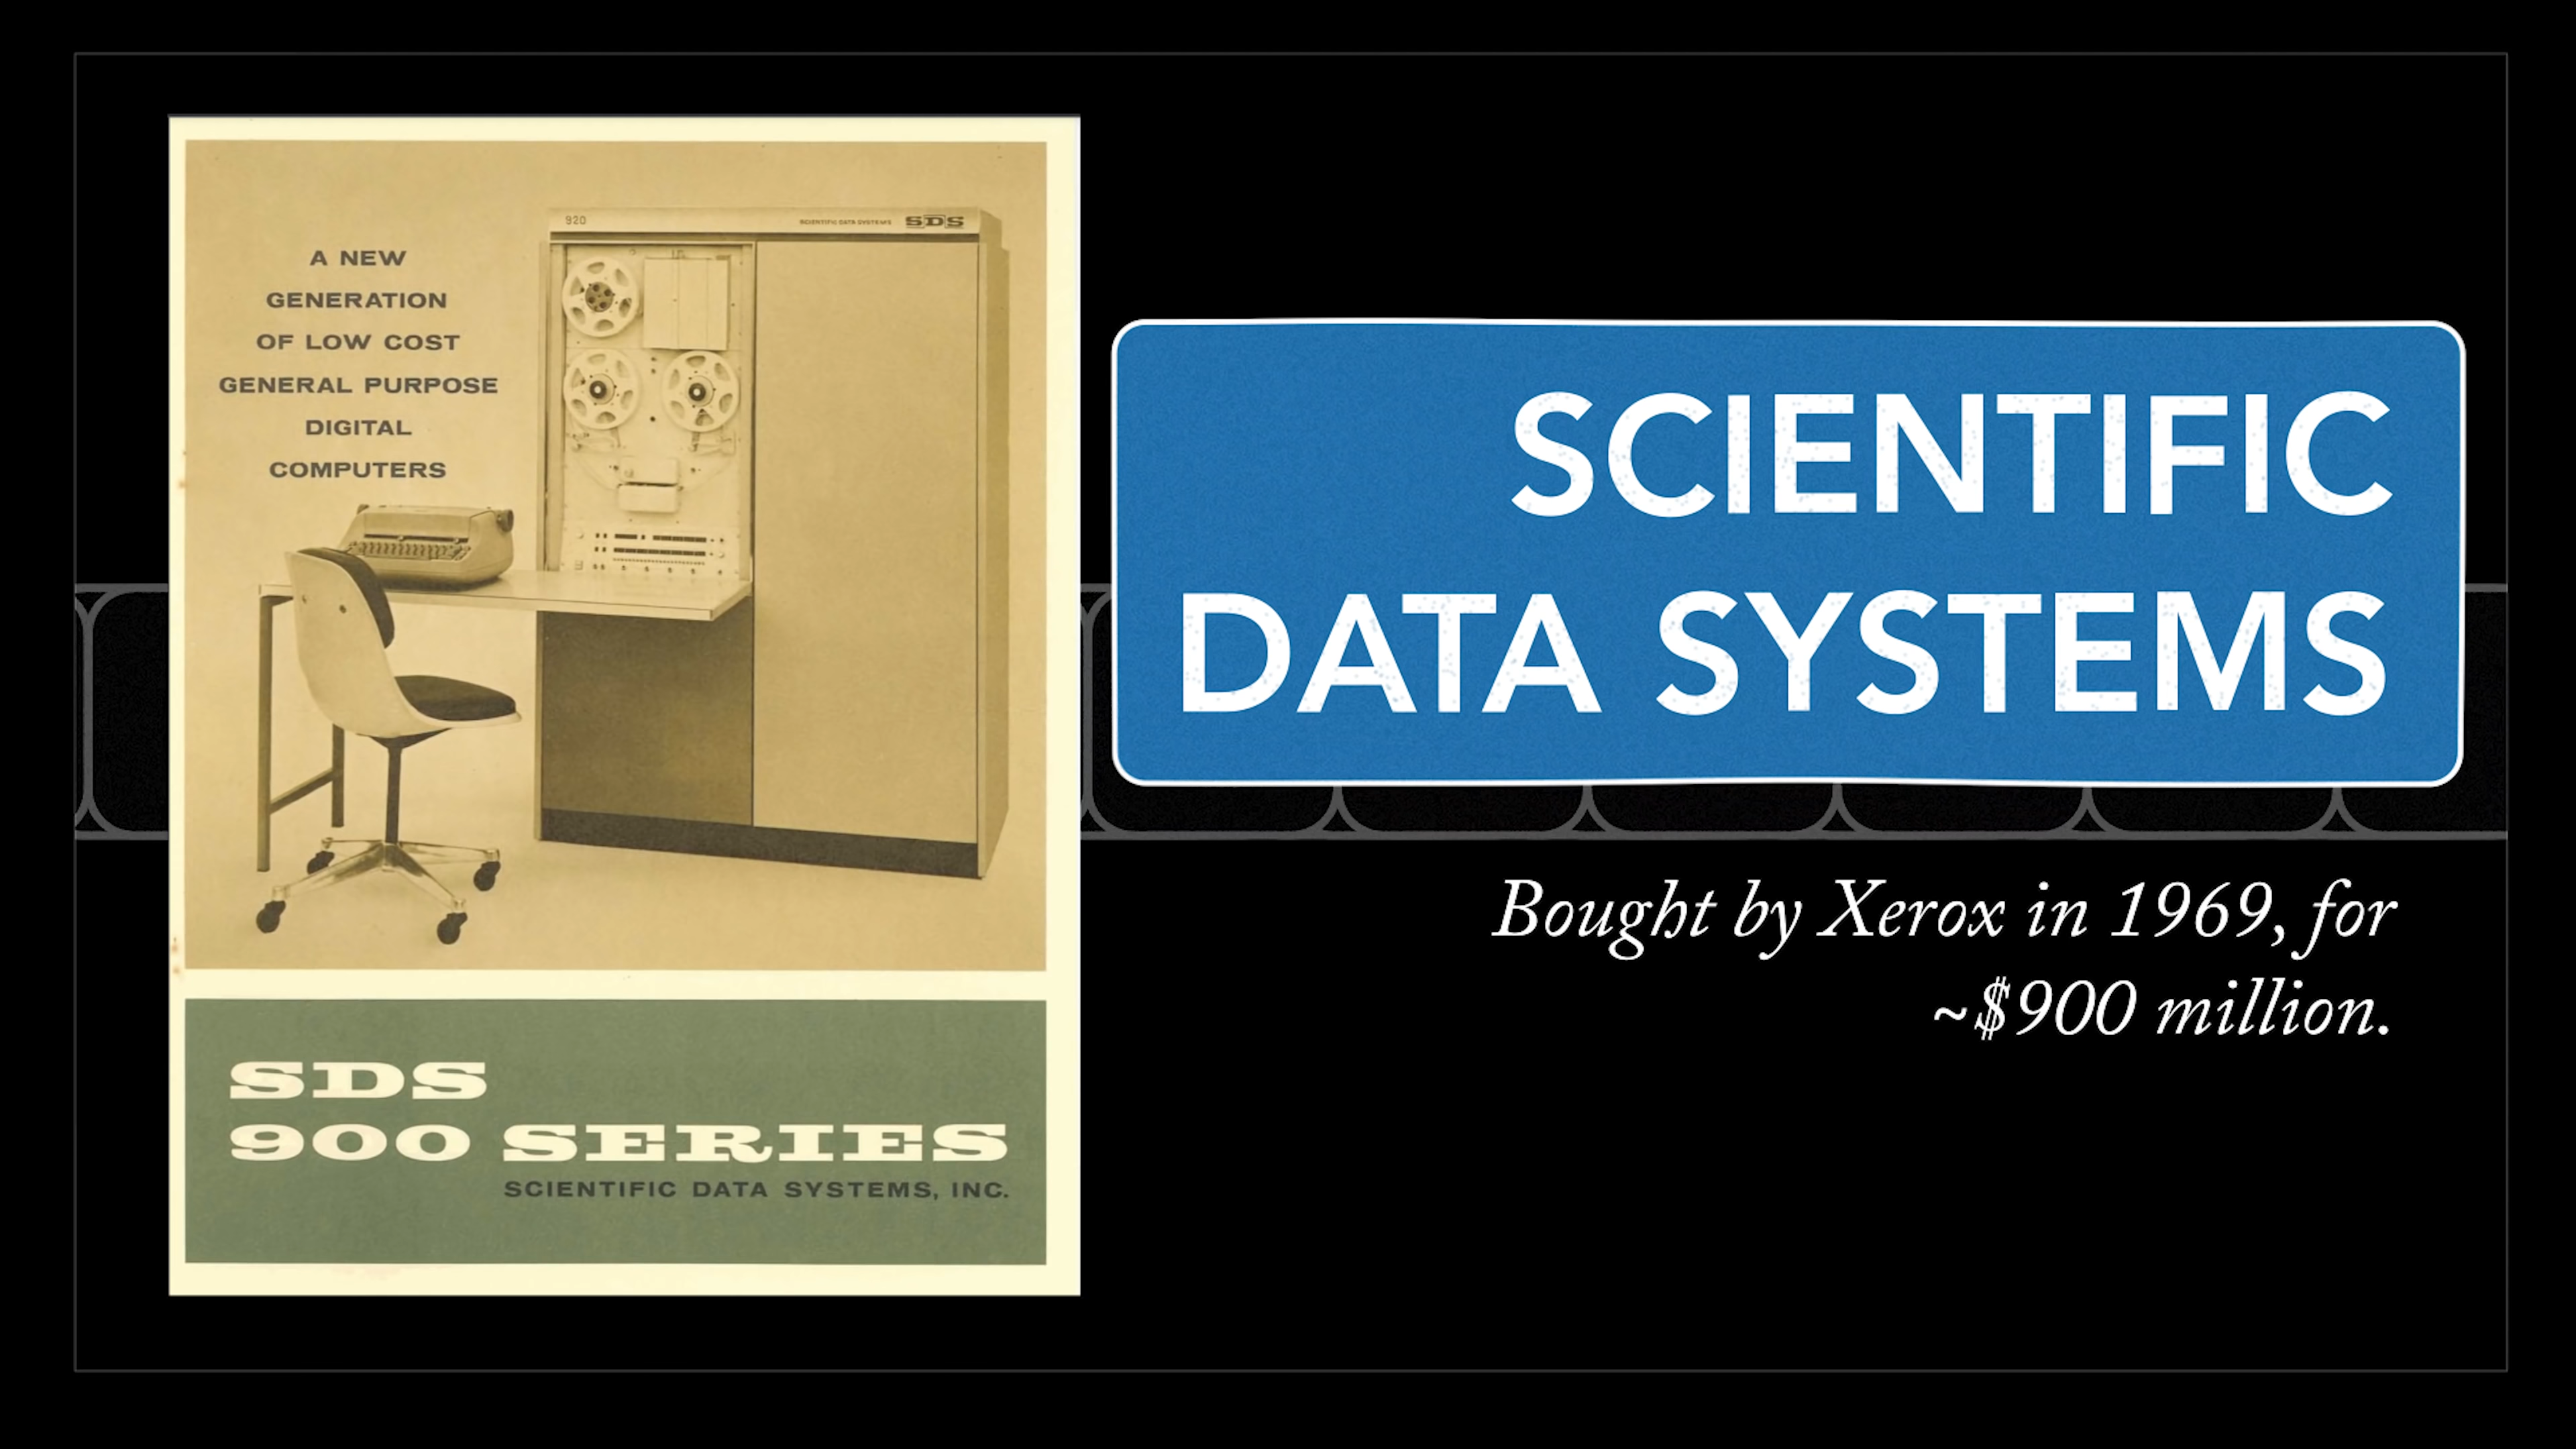 A NEW
GENERATION
OF LOW COST
GENERAL PURPOSE
DIGITAL
COMPUTERS
920 SCIENTIFIC DATA SYSTEMS SDS
SDS
900 SERIES
SCIENTIFIC DATA SYSTEMS, INC.
SCIENTIFIC
DATA SYSTEMS
Bought by Xerox in 1969, for
~$900 million.